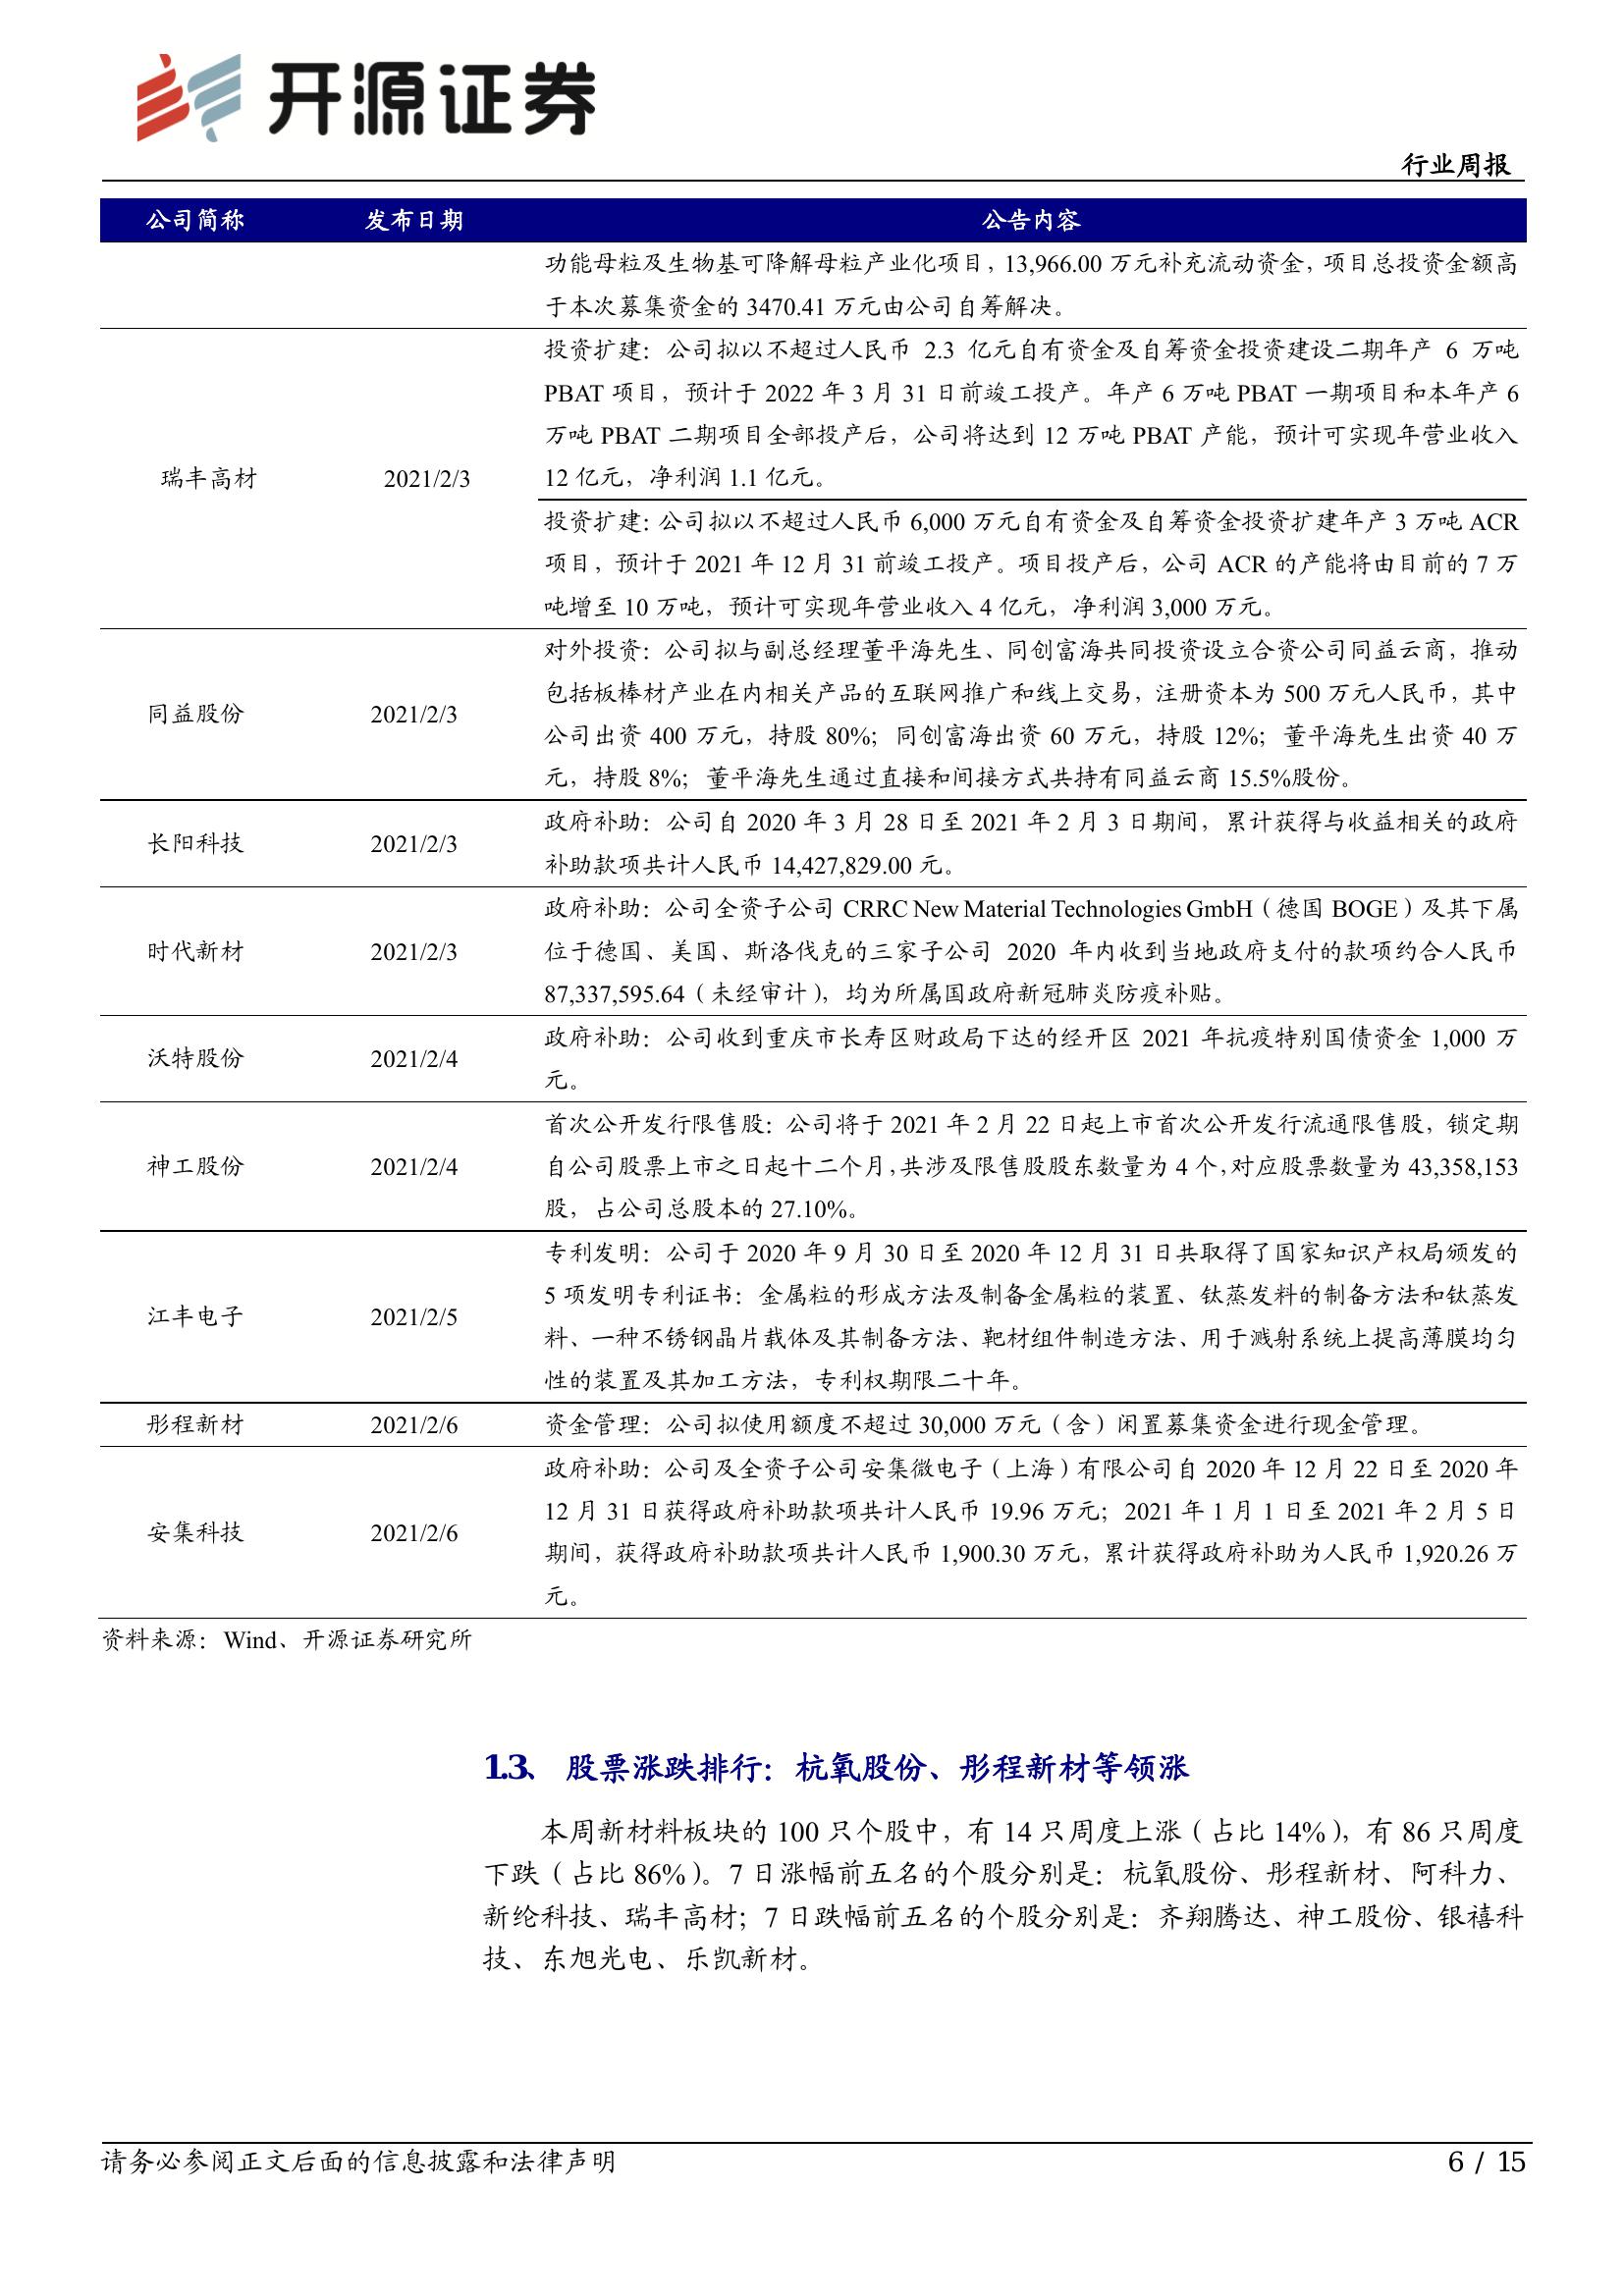 开源证券
行业周报
公司简称 发布日期 公告内容
功能母粒及生物基可降解母粒产业化项目，13,966.00 万元补充流动资金，项目总投资金额高
于本次募集资金的 3470.41 万元由公司自筹解决。
投资扩建：公司拟以不超过人民币 2.3 亿元自有资金及自筹资金投资建设二期年产 6 万吨
PBAT 项目，预计于 2022 年 3 月 31 日前竣工投产。年产 6 万吨 PBAT 一期项目和本年产 6
万吨 PBAT 二期项目全部投产后，公司将达到 12 万吨 PBAT 产能，预计可实现年营业收入
瑞丰高材 2021/2/3 12 亿元，净利润 1.1 亿元。
投资扩建：公司拟以不超过人民币 6,000 万元自有资金及自筹资金投资扩建年产 3 万吨 ACR
项目，预计于 2021 年 12 月 31 前竣工投产。项目投产后，公司 ACR 的产能将由目前的 7 万
吨增至 10 万吨，预计可实现年营业收入 4 亿元，净利润 3,000 万元。
对外投资：公司拟与副总经理董平海先生、同创富海共同投资设立合资公司同益云商，推动
包括板棒材产业在内相关产品的互联网推广和线上交易，注册资本为 500 万元人民币，其中
同益股份 2021/2/3
公司出资 400 万元，持股 80%；同创富海出资 60 万元，持股 12%；董平海先生出资 40 万
元，持股 8%；董平海先生通过直接和间接方式共持有同益云商 15.5%股份。
政府补助：公司自 2020 年 3 月 28 日至 2021 年 2 月 3 日期间，累计获得与收益相关的政府
长阳科技 2021/2/3
补助款项共计人民币 14,427,829.00 元。
政府补助：公司全资子公司 CRRC New Material Technologies GmbH（德国 BOGE）及其下属
时代新材 2021/2/3 位于德国、美国、斯洛伐克的三家子公司 2020 年内收到当地政府支付的款项约合人民币
87,337,595.64（未经审计），均为所属国政府新冠肺炎防疫补贴。
政府补助：公司收到重庆市长寿区财政局下达的经开区 2021 年抗疫特别国债资金 1,000 万
沃特股份 2021/2/4
元。
首次公开发行限售股：公司将于 2021 年 2 月 22 日起上市首次公开发行流通限售股，锁定期
神工股份 2021/2/4 自公司股票上市之日起十二个月，共涉及限售股股东数量为 4 个，对应股票数量为 43,358,153
股，占公司总股本的 27.10%。
专利发明：公司于 2020 年 9 月 30 日至 2020 年 12 月 31 日共取得了国家知识产权局颁发的
5 项发明专利证书：金属粒的形成方法及制备金属粒的装置、钛蒸发料的制备方法和钛蒸发
江丰电子 2021/2/5
料、一种不锈钢晶片载体及其制备方法、靶材组件制造方法、用于溅射系统上提高薄膜均匀
性的装置及其加工方法，专利权期限二十年。
彤程新材 2021/2/6 资金管理：公司拟使用额度不超过 30,000 万元（含）闲置募集资金进行现金管理。
政府补助：公司及全资子公司安集微电子（上海）有限公司自 2020 年 12 月 22 日至 2020 年
12 月 31 日获得政府补助款项共计人民币 19.96 万元；2021 年 1 月 1 日至 2021 年 2 月 5 日
安集科技 2021/2/6
期间，获得政府补助款项共计人民币 1,900.30 万元，累计获得政府补助为人民币 1,920.26 万
元。
资料来源：Wind、开源证券研究所
1.3、 股票涨跌排行：杭氧股份、彤程新材等领涨
本周新材料板块的 100 只个股中，有 14 只周度上涨（占比 14%），有 86 只周度
下跌（占比 86%）。7 日涨幅前五名的个股分别是：杭氧股份、彤程新材、阿科力、
新纶科技、瑞丰高材；7 日跌幅前五名的个股分别是：齐翔腾达、神工股份、银禧科
技、东旭光电、乐凯新材。
请务必参阅正文后面的信息披露和法律声明 6 / 15